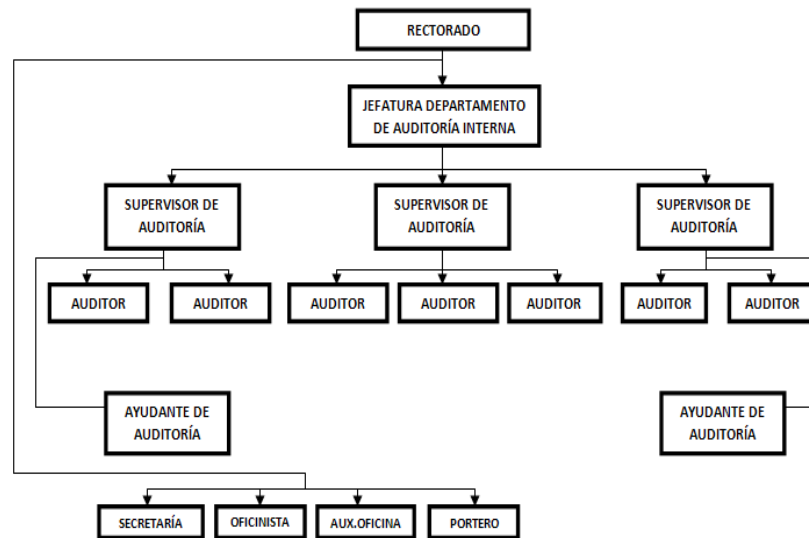 RECTORADO
JEFATURA DEPARTAMENTO
DE AUDITORÍA INTERNA
SUPERVISOR DE
AUDITORÍA
SUPERVISOR DE
AUDITORÍA
SUPERVISOR DE
AUDITORÍA
AUDITOR
AUDITOR
AUDITOR
AUDITOR
AUDITOR
AUDITOR
AUDITOR
AYUDANTE DE
AUDITORÍA
AYUDANTE DE
AUDITORÍA
SECRETARÍA
OFICINISTA
AUX.OFICINA
PORTERO